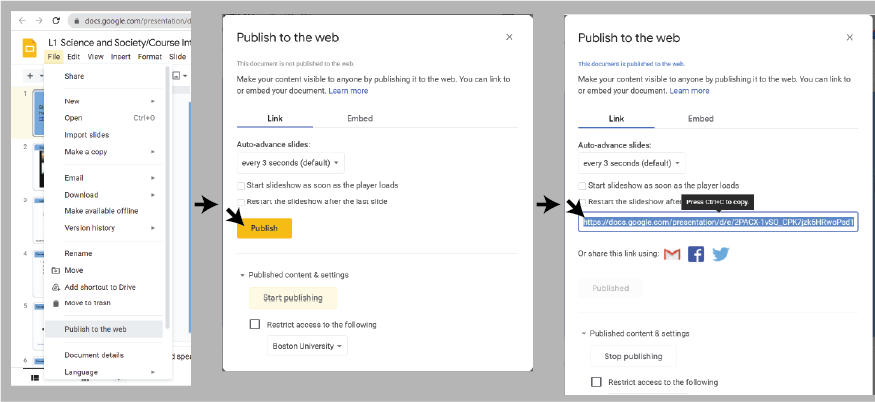 docs.google.com/presentation/d
L1 Science and Society/Course Int
File Edit View Insert Format Slide
Share
New
Open Ctrl+O
Import slides
Make a copy
Email
Download
Make available offline
Version history
Rename
Move
Add shortcut to Drive
Move to trash
Publish to the web
Document details
Language
1
2
3
4
5
6
d spe
Publish to the web
This document is not published to the web.
Make your content visible to anyone by publishing it to the web. You can link to
or embed your document. Learn more
Link Embed
Auto-advance slides:
every 3 seconds (default)
Start slideshow as soon as the player loads
Restart the slideshow after the last slide
Publish
Published content & settings
Start publishing
Restrict access to the following
Boston University
Publish to the web
This document is published to the web.
Make your content visible to anyone by publishing it to the web. You can link to
or embed your document. Learn more
Link Embed
Auto-advance slides:
every 3 seconds (default)
Start slideshow as soon as the player loads
Restart the slideshow after
Press Ctrl+C to copy.
https://docs.google.com/presentation/d/e/2PACX-1vSQ_CPK7jzk6HRwoPad1
Or share this link using:
Published
Published content & settings
Stop publishing
Restrict access to the following